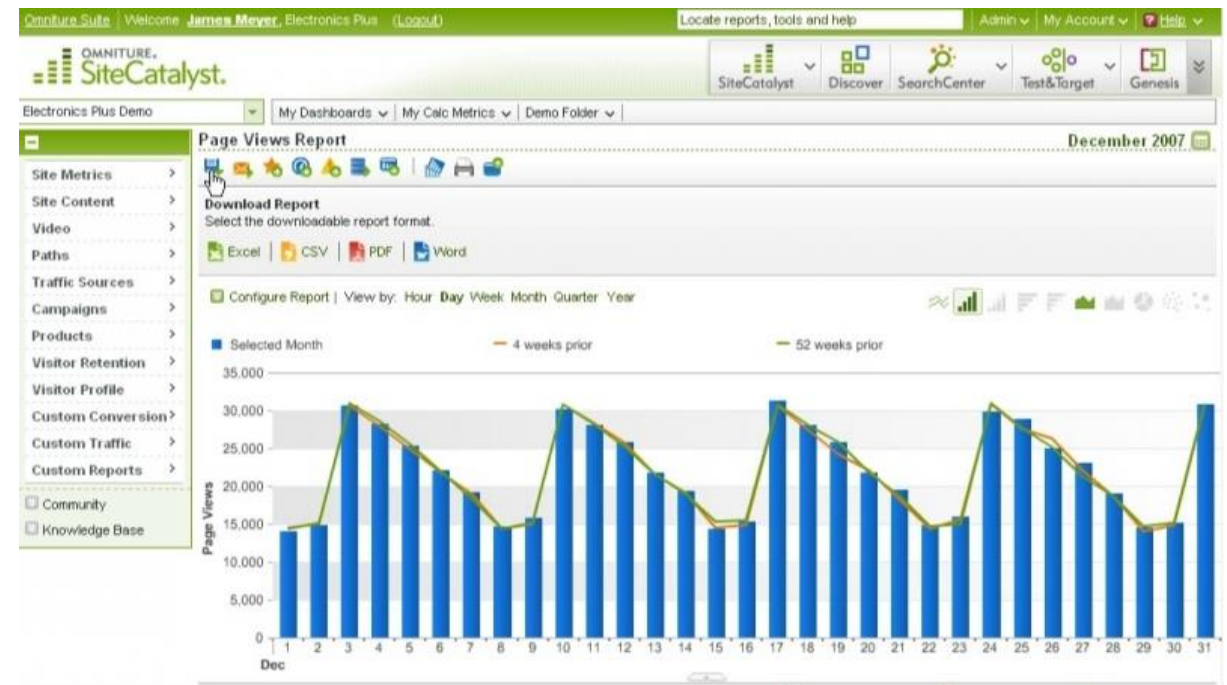 Omniture Suite Welcome James Meyer, Electronics Plus (Logout) Locate reports, tools and help Admin My Account ? Help
OMNITURE.
SiteCatalyst.
SiteCatalyst Discover SearchCenter Test&Target Genesis
Electronics Plus Demo My Dashboards My Calc Metrics Demo Folder
Page Views Report December 2007
Site Metrics
Site Content
Video
Paths
Traffic Sources
Campaigns
Products
Visitor Retention
Visitor Profile
Custom Conversion
Custom Traffic
Custom Reports
Community
Knowledge Base
Download Report
Select the downloadable report format.
Excel | CSV | PDF | Word
Configure Report | View by: Hour Day Week Month Quarter Year
Selected Month 4 weeks prior 52 weeks prior
Page Views
35,000
30,000
25,000
20,000
15,000
10,000
5,000
0
1 2 3 4 5 6 7 8 9 10 11 12 13 14 15 16 17 18 19 20 21 22 23 24 25 26 27 28 29 30 31
Dec